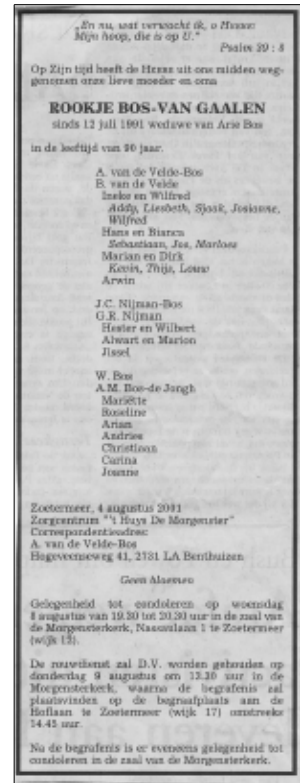 „En nu, wat verwacht ik, o HEERE:
Mijn hoop, die is op U."
Psalm 39 : 8
Op Zijn tijd heeft de HEERE uit ons midden weg-
genomen onze lieve moeder en oma
ROOKJE BOS-VAN GAALEN
sinds 12 juli 1991 weduwe van Arie Bos
in de leeftijd van 90 jaar.
A. van de Velde-Bos
B. van de Velde
Ineke en Wilfred
Addy, Liesbeth, Sjaak, Josianne,
Wilfred
Hans en Bianca
Sebastiaan, Jos, Marloes
Marian en Dirk
Kevin, Thijs, Louw
Arwin
J.C. Nijman-Bos
G.R. Nijman
Hester en Wilbert
Alwart en Marion
Jissel
W. Bos
A.M. Bos-de Jongh
Mariëtte
Roseline
Arian
Andries
Christiaan
Carina
Joanne
Zoetermeer, 4 augustus 2001
Zorgcentrum "'t Huys De Morgenster"
Correspondentieadres:
A. van de Velde-Bos
Hogeveenseweg 41, 2731 LA Benthuizen
Geen bloemen
Gelegenheid tot condoleren op woensdag
8 augustus van 19.30 tot 20.30 uur in de zaal van
de Morgensterkerk, Nassaulaan 1 te Zoetermeer
(wijk 12).
De rouwdienst zal D.V. worden gehouden op
donderdag 9 augustus om 13.30 uur in de
Morgensterkerk, waarna de begrafenis zal
plaatsvinden op de begraafplaats aan de
Hoflaan te Zoetermeer (wijk 17) omstreeks
14.45 uur.
Na de begrafenis is er eveneens gelegenheid tot
condoleren in de zaal van de Morgensterkerk.